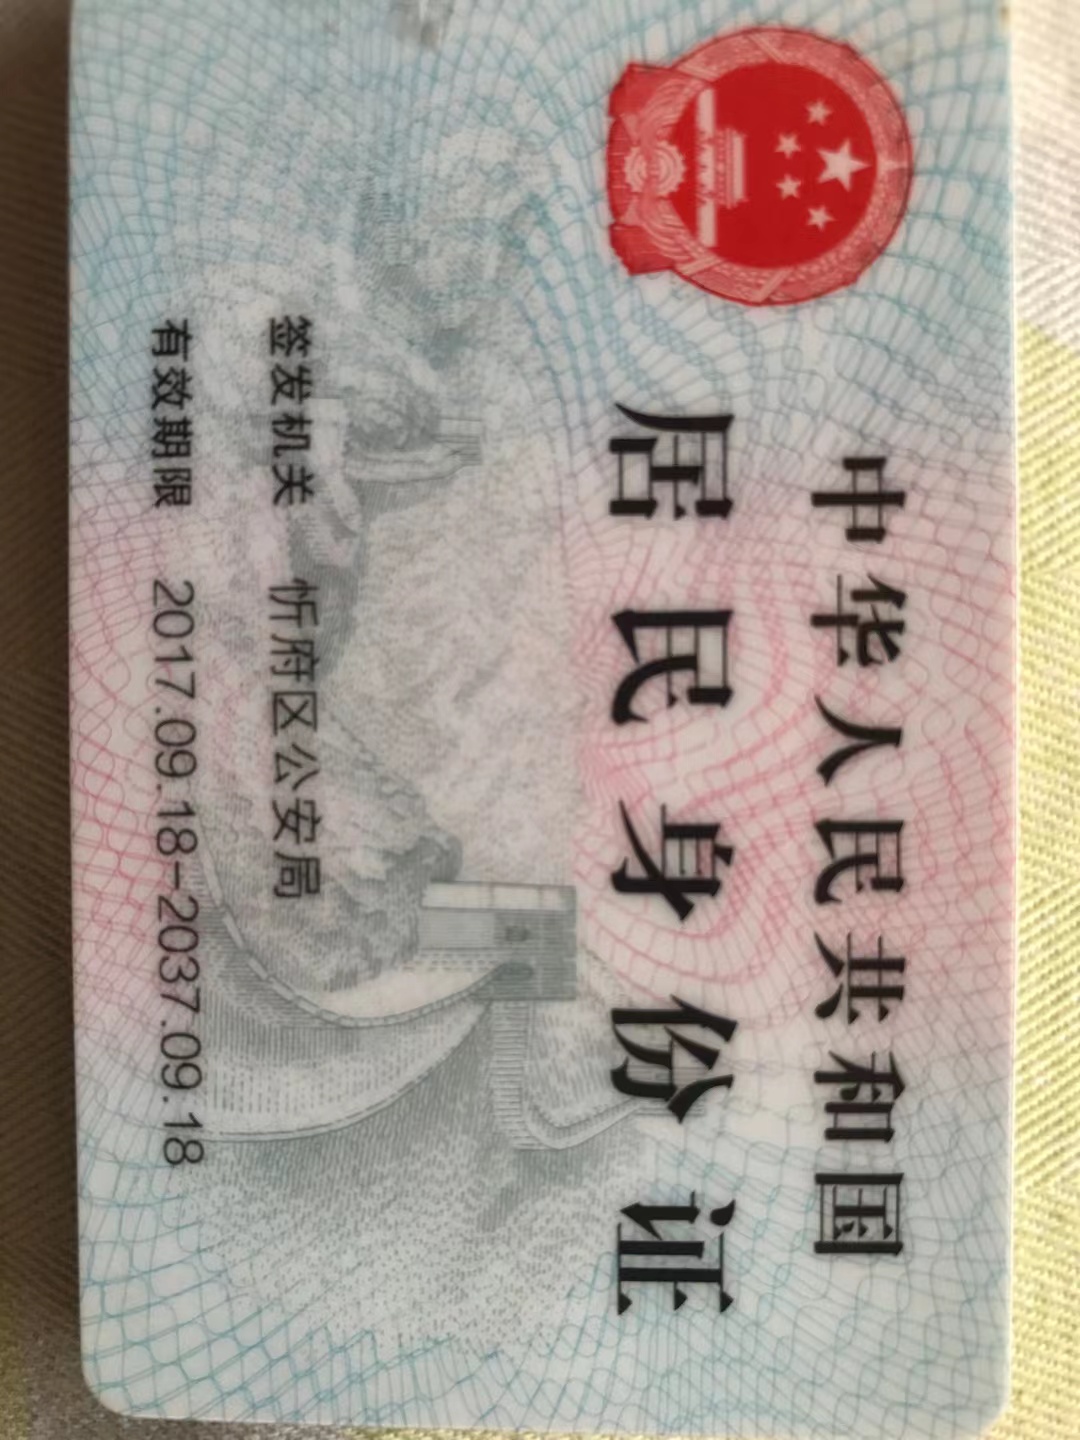 中华人民共和国
居民身份证
签发机关 忻府区公安局
有效期限 2017.09.18-2037.09.18